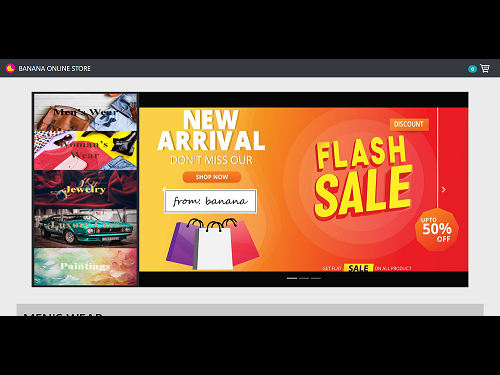 BANANA ONLINE STORE
0
Men's Wear
Woman's
Wear
Jewelry
Paintings
NEW
ARRIVAL
DON'T MISS OUR
SHOP NOW
from: banana
DISCOUNT
FLASH
SALE
UPTO
50%
OFF
GET FLAT SALE ON ALL PRODUCT
MEN'S WEAR